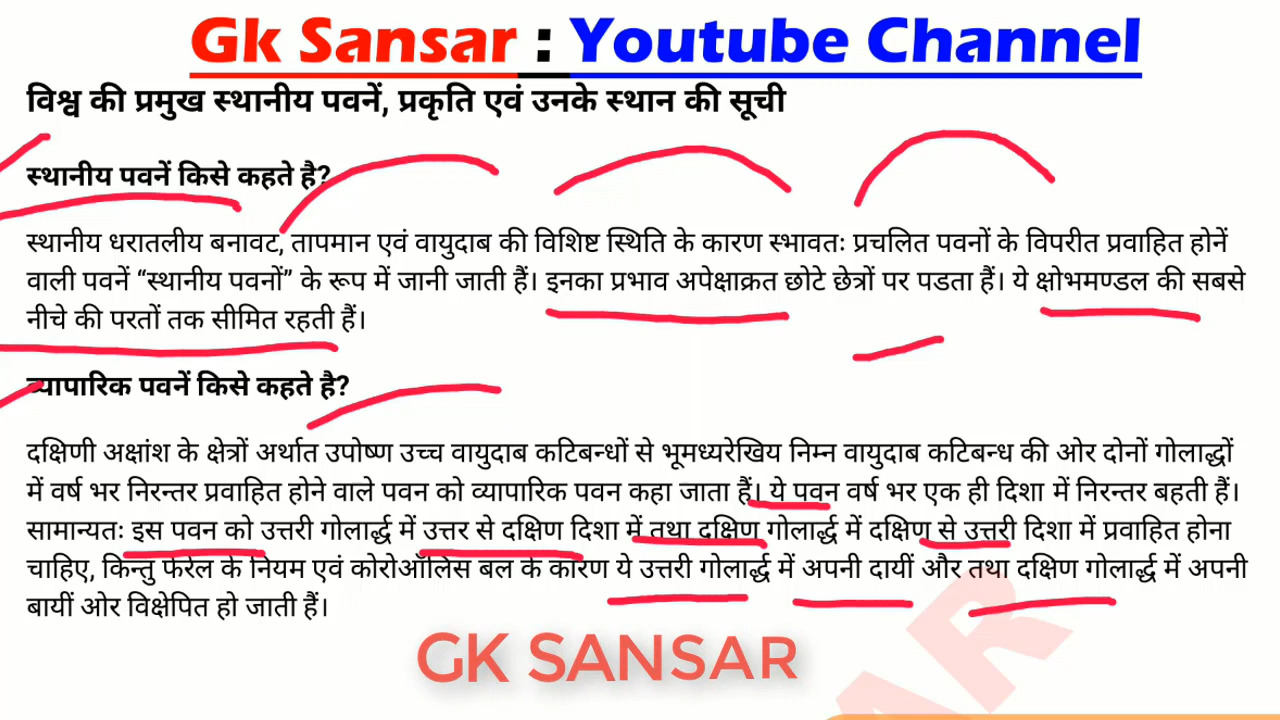 Gk Sansar : Youtube Channel
विश्व की प्रमुख स्थानीय पवनें, प्रकृति एवं उनके स्थान की सूची
स्थानीय पवनें किसे कहते है?
स्थानीय धरातलीय बनावट, तापमान एवं वायुदाब की विशिष्ट स्थिति के कारण स्भावतः प्रचलित पवनों के विपरीत प्रवाहित होनें
वाली पवनें “स्थानीय पवनों” के रूप में जानी जाती हैं। इनका प्रभाव अपेक्षाक्रत छोटे छेत्रों पर पडता हैं। ये क्षोभमण्डल की सबसे
नीचे की परतों तक सीमित रहती हैं।
व्यापारिक पवनें किसे कहते है?
दक्षिणी अक्षांश के क्षेत्रों अर्थात उपोष्ण उच्च वायुदाब कटिबन्धों से भूमध्यरेखिय निम्न वायुदाब कटिबन्ध की ओर दोनों गोलार्द्धों
में वर्ष भर निरन्तर प्रवाहित होने वाले पवन को व्यापारिक पवन कहा जाता हैं। ये पवन वर्ष भर एक ही दिशा में निरन्तर बहती हैं।
सामान्यतः इस पवन को उत्तरी गोलार्द्ध में उत्तर से दक्षिण दिशा में तथा दक्षिण गोलार्द्ध में दक्षिण से उत्तरी दिशा में प्रवाहित होना
चाहिए, किन्तु फेरेल के नियम एवं कोरोऑलिस बल के कारण ये उत्तरी गोलार्द्ध में अपनी दायीं और तथा दक्षिण गोलार्द्ध में अपनी
बायीं ओर विक्षेपित हो जाती हैं।
GK SANSAR
AR